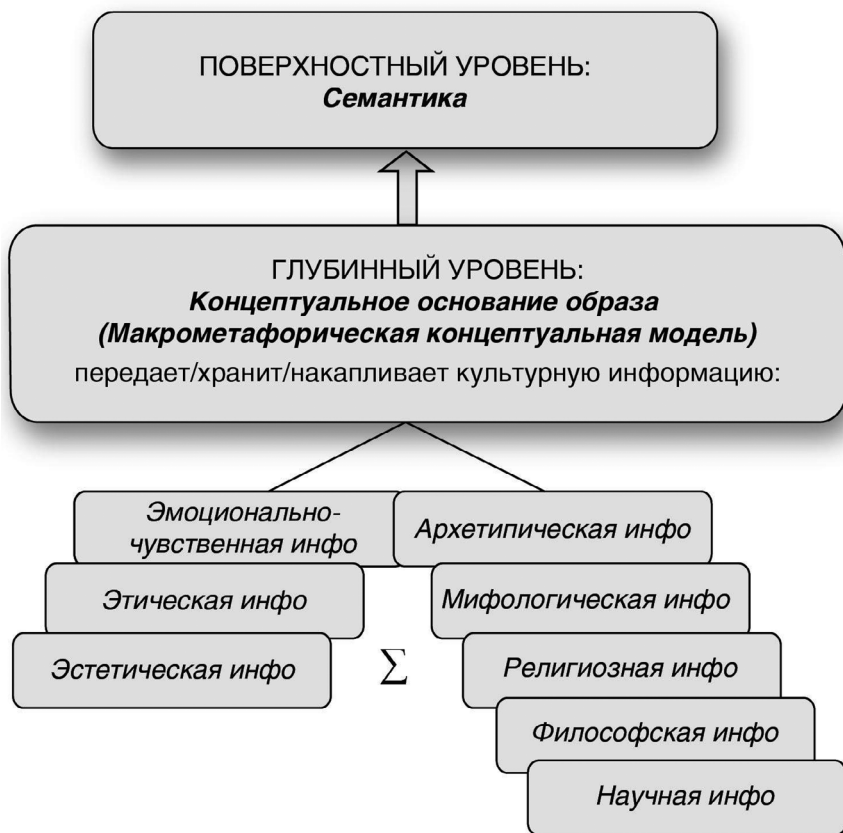 ПОВЕРХНОСТНЫЙ УРОВЕНЬ:
Семантика
ГЛУБИННЫЙ УРОВЕНЬ:
Концептуальное основание образа
(Макрометафорическая концептуальная модель)
передает/хранит/накапливает культурную информацию:
Эмоционально-
чувственная инфо
Этическая инфо
Эстетическая инфо
∑
Архетипическая инфо
Мифологическая инфо
Религиозная инфо
Философская инфо
Научная инфо